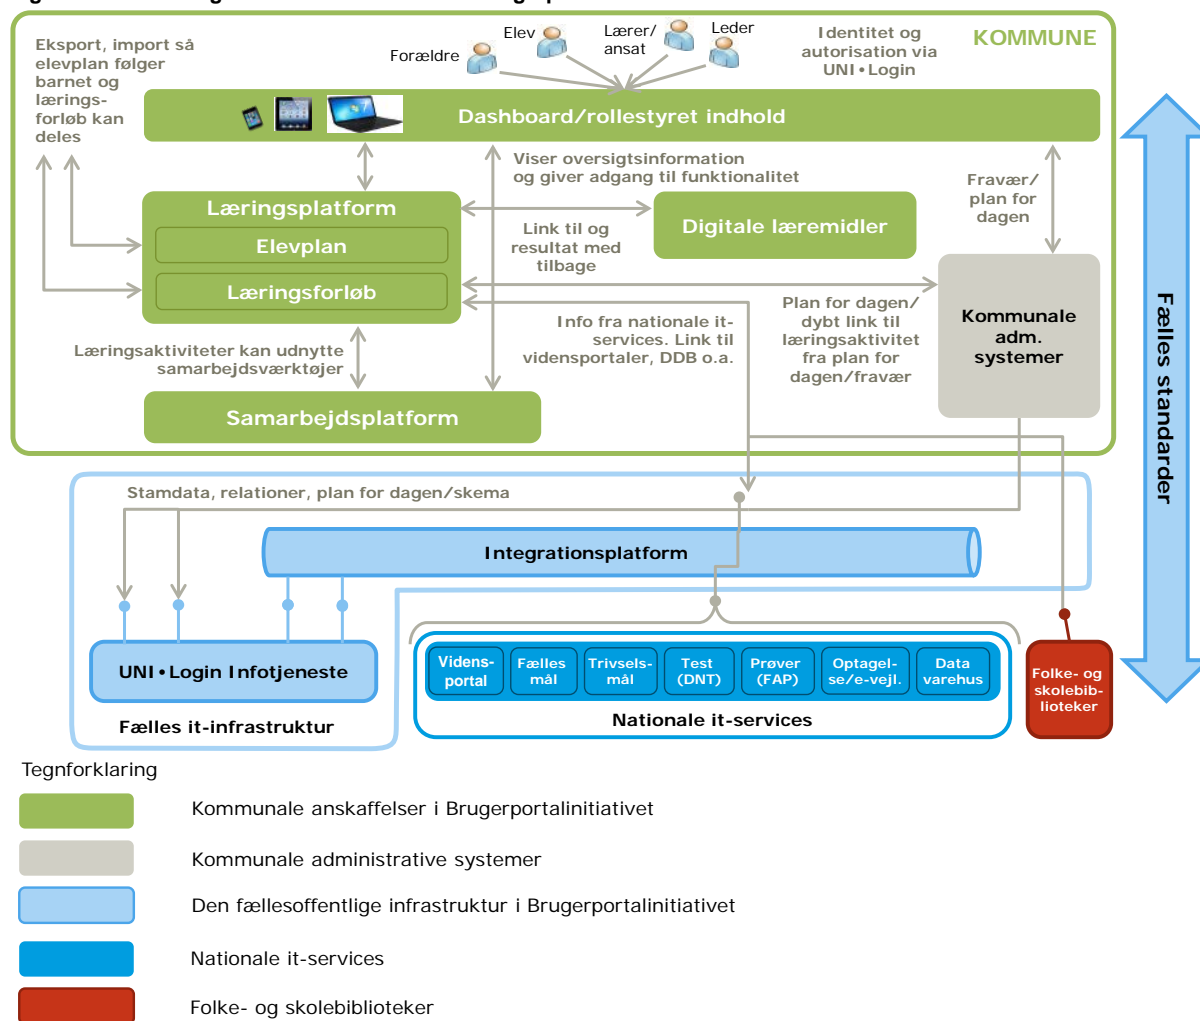 Forældre
Elev
Lærer/
ansat
Leder
Identitet og
autorisation via
UNI•Login
KOMMUNE
Eksport, import så
elevplan følger
barnet og
lærings-
forløb kan
deles
Dashboard/rollestyret indhold
Viser oversigtsinformation
og giver adgang til funktionalitet
Fravær/
plan for
dagen
Læringsplatform
Elevplan
Læringsforløb
Link til og
resultat med
tilbage
Digitale læremidler
Kommunale
adm.
systemer
Info fra nationale it-
services. Link til
vidensportaler, DDB o.a.
Plan for dagen/
dybt link til
læringsaktivitet
fra plan for
dagen/fravær
Læringsaktiviteter kan udnytte
samarbejdsværktøjer
Samarbejdsplatform
Fælles standarder
Stamdata, relationer, plan for dagen/skema
Integrationsplatform
UNI•Login Infotjeneste
Fælles it-infrastruktur
Videns-
portal
Fælles
mål
Trivsels-
mål
Test
(DNT)
Prøver
(FAP)
Optagel-
se/e-vejl.
Data
varehus
Nationale it-services
Folke- og
skolebib-
lioteker
Tegnforklaring
Kommunale anskaffelser i Brugerportalinitiativet
Kommunale administrative systemer
Den fællesoffentlige infrastruktur i Brugerportalinitiativet
Nationale it-services
Folke- og skolebiblioteker